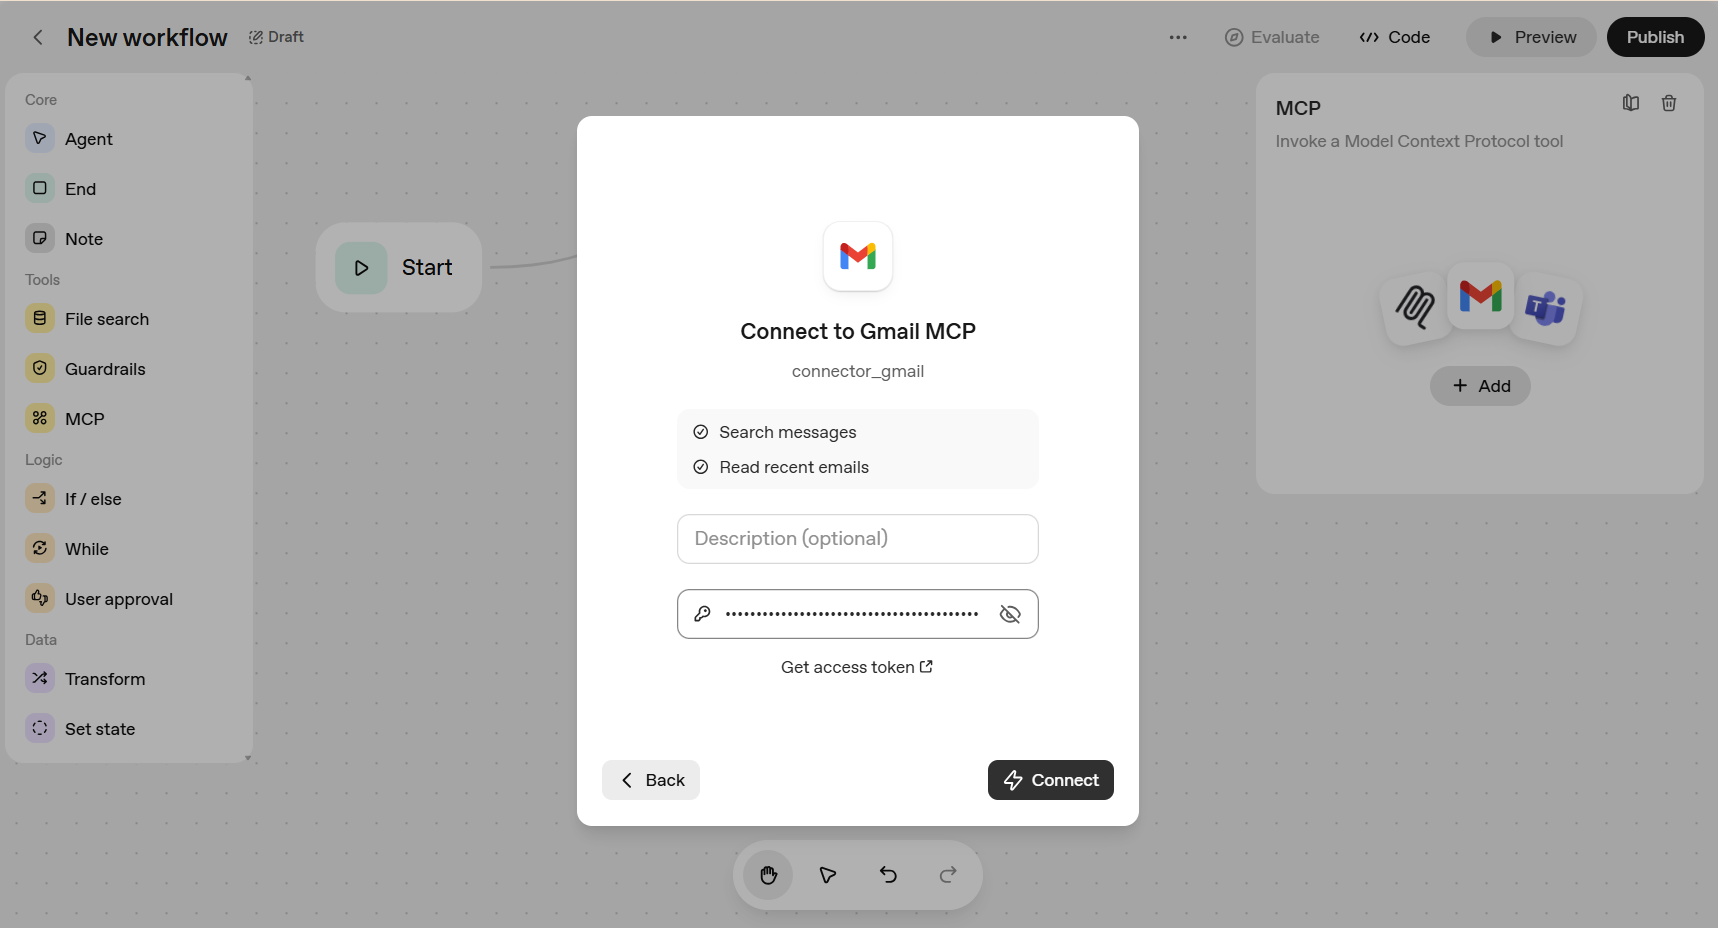 New workflow
Draft
Evaluate
Code
Preview
Publish
Core
Agent
End
Note
Tools
File search
Guardrails
MCP
Logic
If / else
While
User approval
Data
Transform
Set state
Start
Connect to Gmail MCP
connector_gmail
Search messages
Read recent emails
Description (optional)
Get access token
Back
Connect
MCP
Invoke a Model Context Protocol tool
T
Add